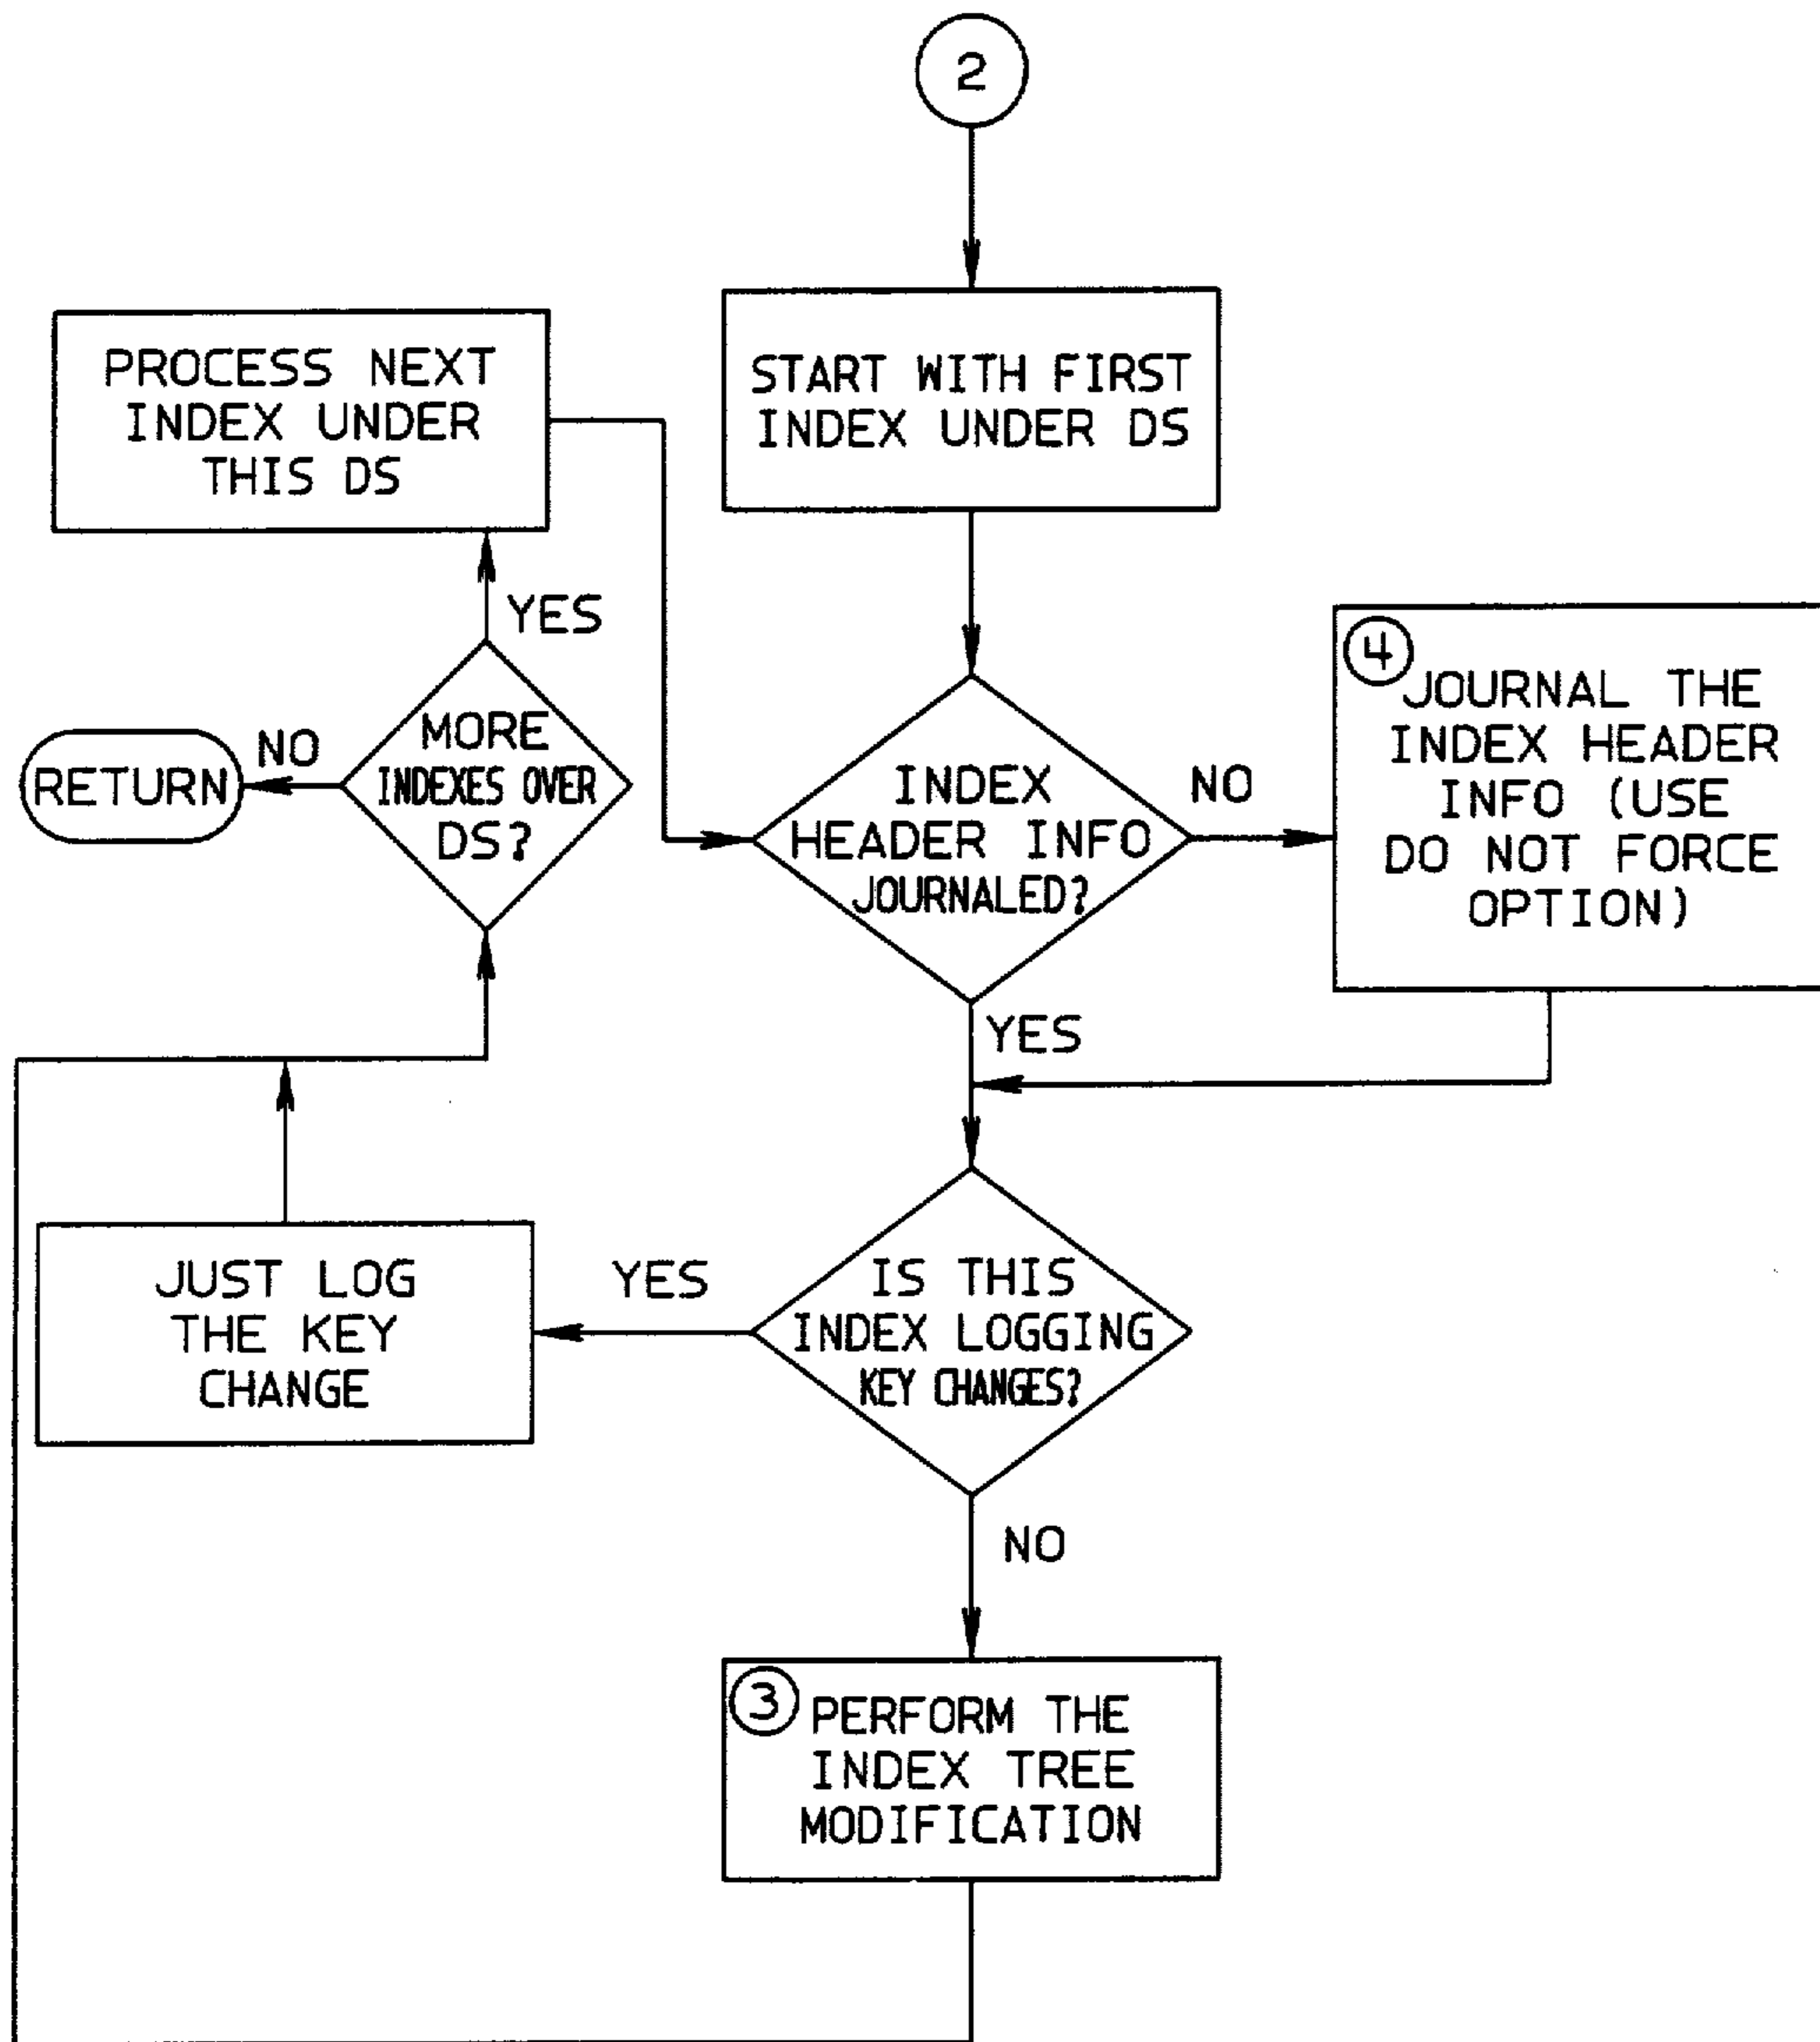 2
START WITH FIRST
INDEX UNDER DS
PROCESS NEXT
INDEX UNDER
THIS DS
YES
MORE
INDEXES OVER
DS?
NO
RETURN
INDEX
HEADER INFO
JOURNALED?
NO
4
JOURNAL THE
INDEX HEADER
INFO (USE
DO NOT FORCE
OPTION)
YES
IS THIS
INDEX LOGGING
KEY CHANGES?
YES
JUST LOG
THE KEY
CHANGE
NO
3
PERFORM THE
INDEX TREE
MODIFICATION